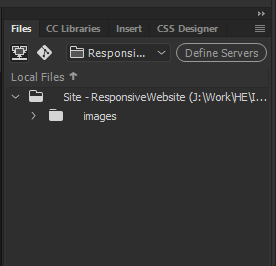 Files CC Libraries Insert CSS Designer
Responsi... Define Servers
Local Files ↑
Site - ResponsiveWebsite (J:\Work\HE\I...
images